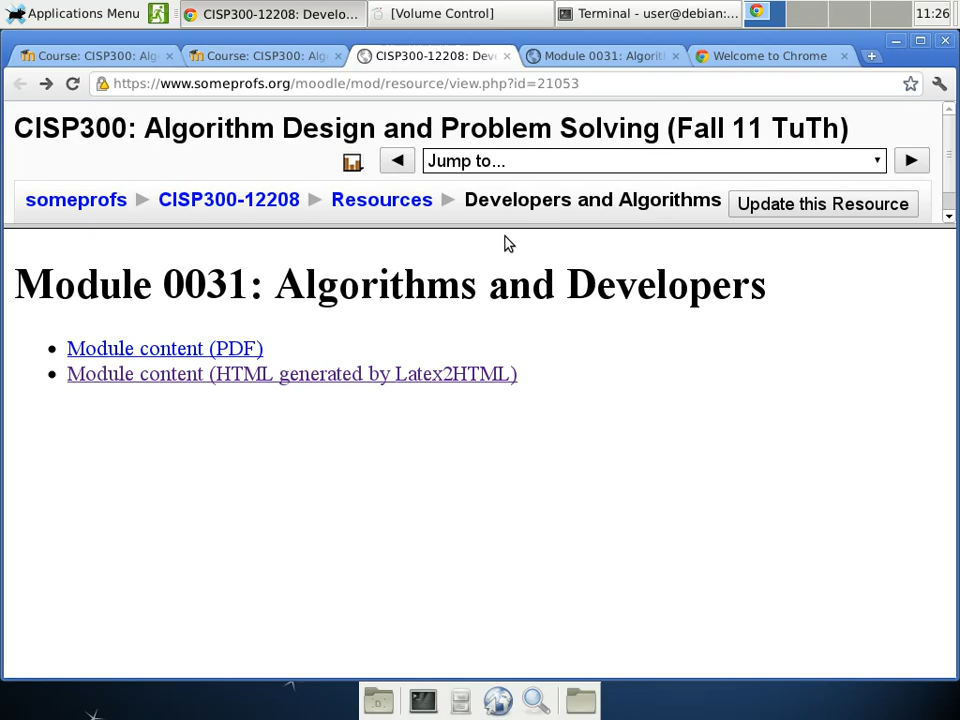 Applications Menu
CISP300-12208: Develo...
[Volume Control]
Terminal - user@debian:...
11:26
Course: CISP300: Alg
Course: CISP300: Alg
CISP300-12208: Deve
Module 0031: Algorith
Welcome to Chrome
https://www.someprofs.org/moodle/mod/resource/view.php?id=21053
CISP300: Algorithm Design and Problem Solving (Fall 11 TuTh)
Jump to...
someprofs ► CISP300-12208 ► Resources ► Developers and Algorithms
Update this Resource
Module 0031: Algorithms and Developers
• Module content (PDF)
• Module content (HTML generated by Latex2HTML)